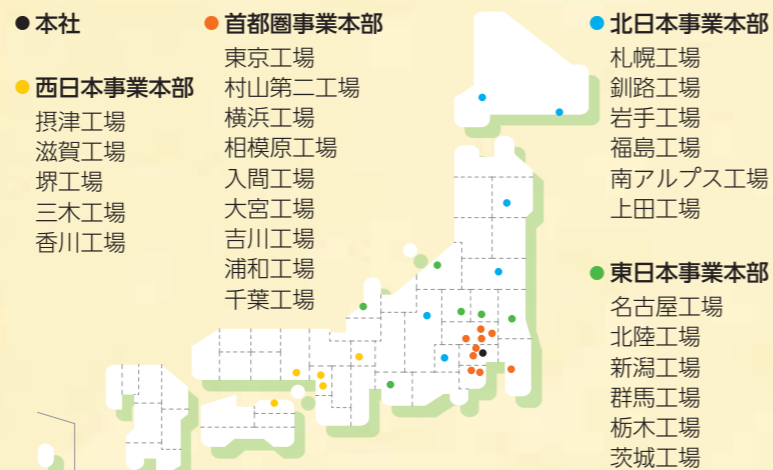 本社
西日本事業本部
摂津工場
滋賀工場
堺工場
三木工場
香川工場
首都圏事業本部
東京工場
村山第二工場
横浜工場
相模原工場
入間工場
大宮工場
吉川工場
浦和工場
千葉工場
北日本事業本部
札幌工場
釧路工場
岩手工場
福島工場
南アルプス工場
上田工場
東日本事業本部
名古屋工場
北陸工場
新潟工場
群馬工場
栃木工場
茨城工場